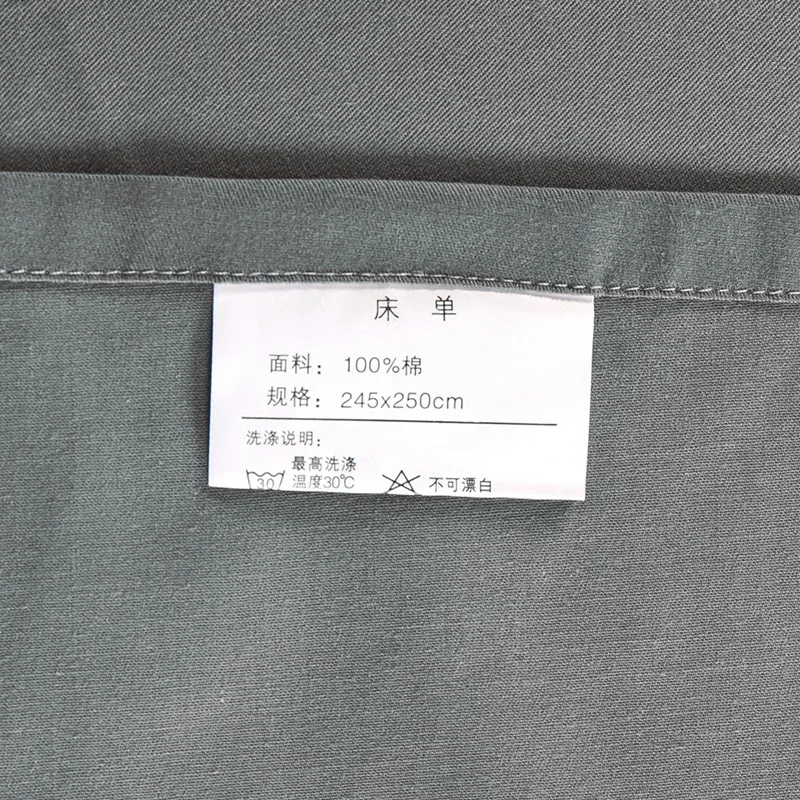 床 单
面料： 100%棉
规格： 245x250cm
洗涤说明：
30 最高洗涤温度30℃ 不可漂白